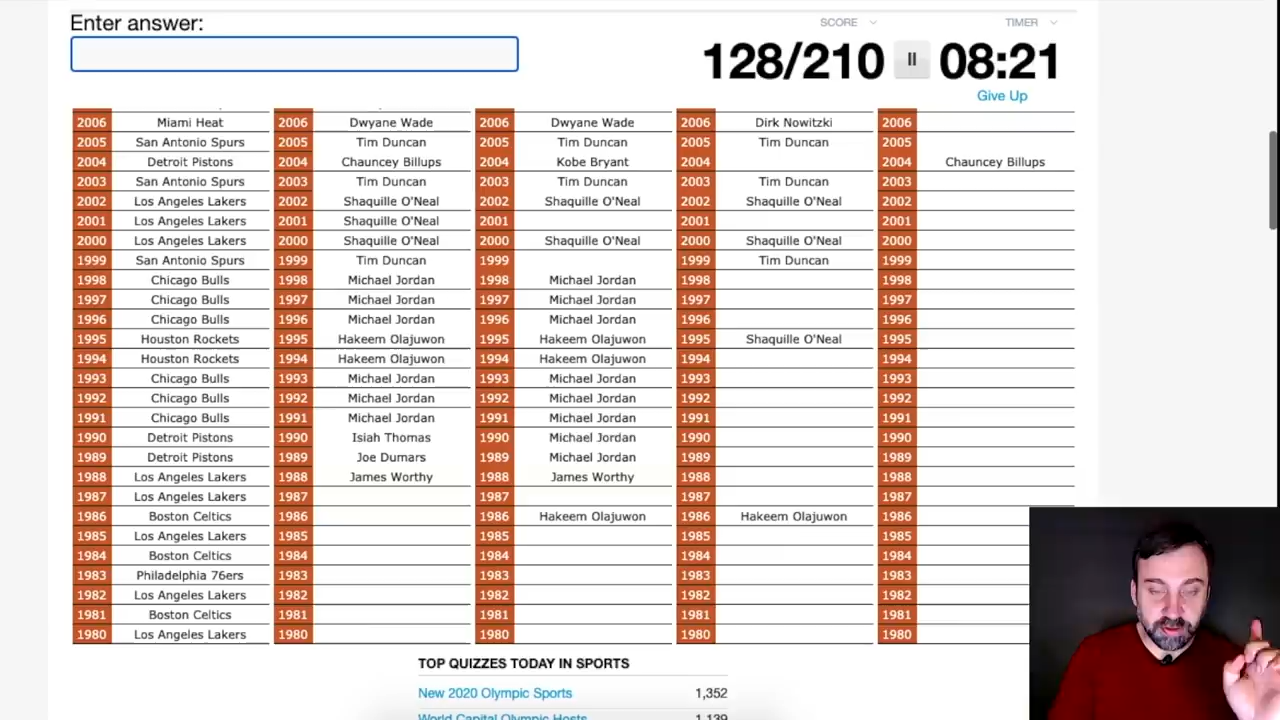 Enter answer:
SCORE
TIMER
128/210
08:21
Give Up
2006 Miami Heat 2006 Dwyane Wade 2006 Dwyane Wade 2006 Dirk Nowitzki 2006
2005 San Antonio Spurs 2005 Tim Duncan 2005 Tim Duncan 2005 Tim Duncan 2005
2004 Detroit Pistons 2004 Chauncey Billups 2004 Kobe Bryant 2004 2004 Chauncey Billups
2003 San Antonio Spurs 2003 Tim Duncan 2003 Tim Duncan 2003 Tim Duncan 2003
2002 Los Angeles Lakers 2002 Shaquille O'Neal 2002 Shaquille O'Neal 2002 Shaquille O'Neal 2002
2001 Los Angeles Lakers 2001 Shaquille O'Neal 2001 2001 2001
2000 Los Angeles Lakers 2000 Shaquille O'Neal 2000 Shaquille O'Neal 2000 Shaquille O'Neal 2000
1999 San Antonio Spurs 1999 Tim Duncan 1999 1999 Tim Duncan 1999
1998 Chicago Bulls 1998 Michael Jordan 1998 Michael Jordan 1998 1998
1997 Chicago Bulls 1997 Michael Jordan 1997 Michael Jordan 1997 1997
1996 Chicago Bulls 1996 Michael Jordan 1996 Michael Jordan 1996 1996
1995 Houston Rockets 1995 Hakeem Olajuwon 1995 Hakeem Olajuwon 1995 Shaquille O'Neal 1995
1994 Houston Rockets 1994 Hakeem Olajuwon 1994 Hakeem Olajuwon 1994 1994
1993 Chicago Bulls 1993 Michael Jordan 1993 Michael Jordan 1993 1993
1992 Chicago Bulls 1992 Michael Jordan 1992 Michael Jordan 1992 1992
1991 Chicago Bulls 1991 Michael Jordan 1991 Michael Jordan 1991 1991
1990 Detroit Pistons 1990 Isiah Thomas 1990 Michael Jordan 1990 1990
1989 Detroit Pistons 1989 Joe Dumars 1989 Michael Jordan 1989 1989
1988 Los Angeles Lakers 1988 James Worthy 1988 James Worthy 1988 1988
1987 Los Angeles Lakers 1987 1987 1987 1987
1986 Boston Celtics 1986 1986 Hakeem Olajuwon 1986 Hakeem Olajuwon 1986
1985 Los Angeles Lakers 1985 1985 1985 1985
1984 Boston Celtics 1984 1984 1984 1984
1983 Philadelphia 76ers 1983 1983 1983 1983
1982 Los Angeles Lakers 1982 1982 1982 1982
1981 Boston Celtics 1981 1981 1981 1981
1980 Los Angeles Lakers 1980 1980 1980 1980
TOP QUIZZES TODAY IN SPORTS
New 2020 Olympic Sports 1,352
World Capital Olympic Hosts 1,139